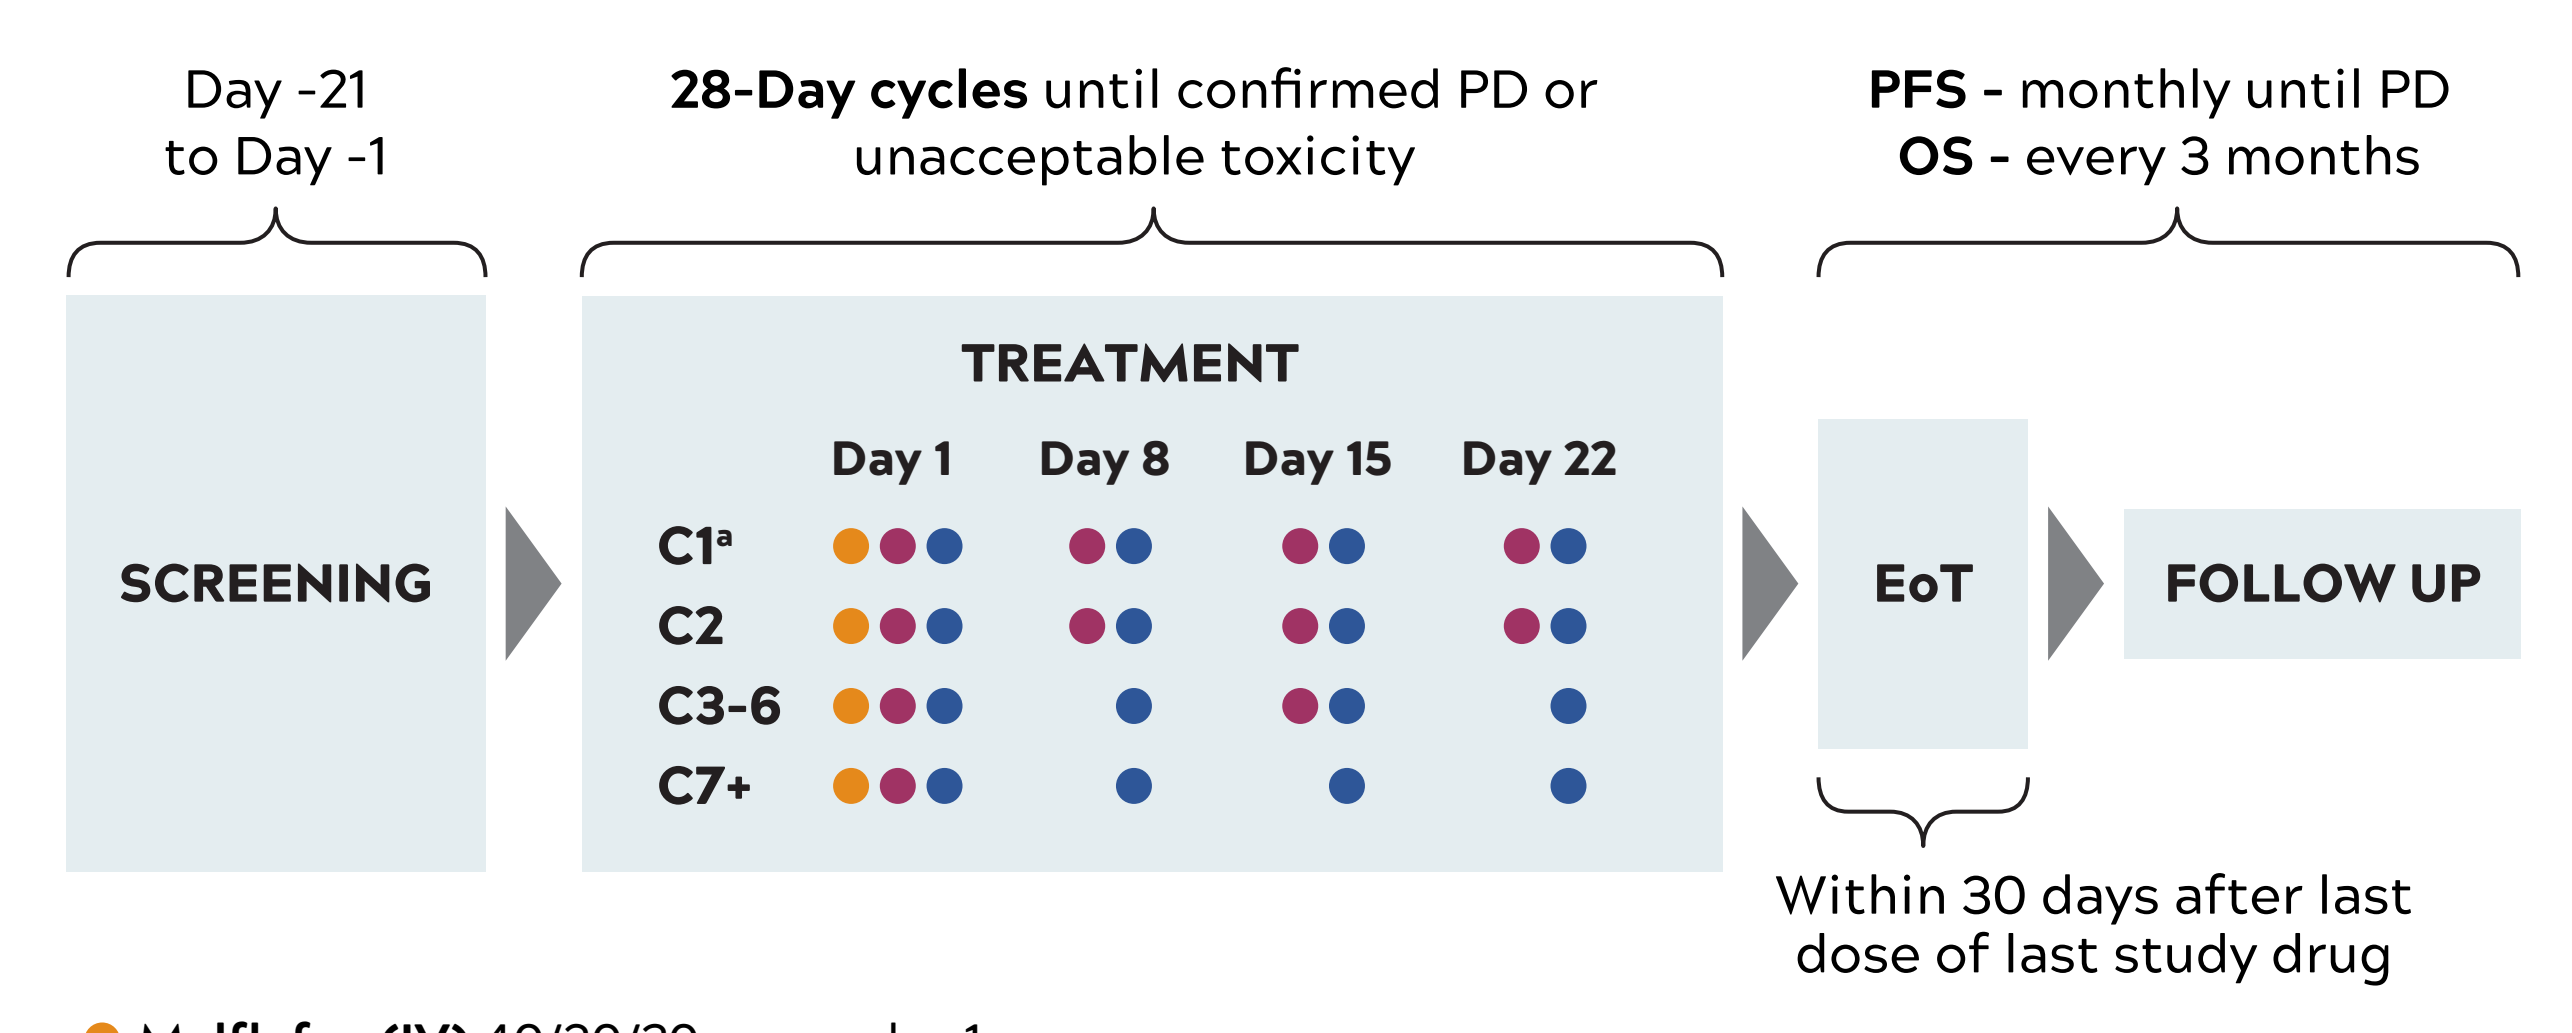 Day -21
to Day -1
28-Day cycles until confirmed PD or
unacceptable toxicity
PFS - monthly until PD
OS - every 3 months
SCREENING
TREATMENT
Day 1 Day 8 Day 15 Day 22
C1ª
C2
C3-6
C7+
EoT
FOLLOW UP
Within 30 days after last
dose of last study drug